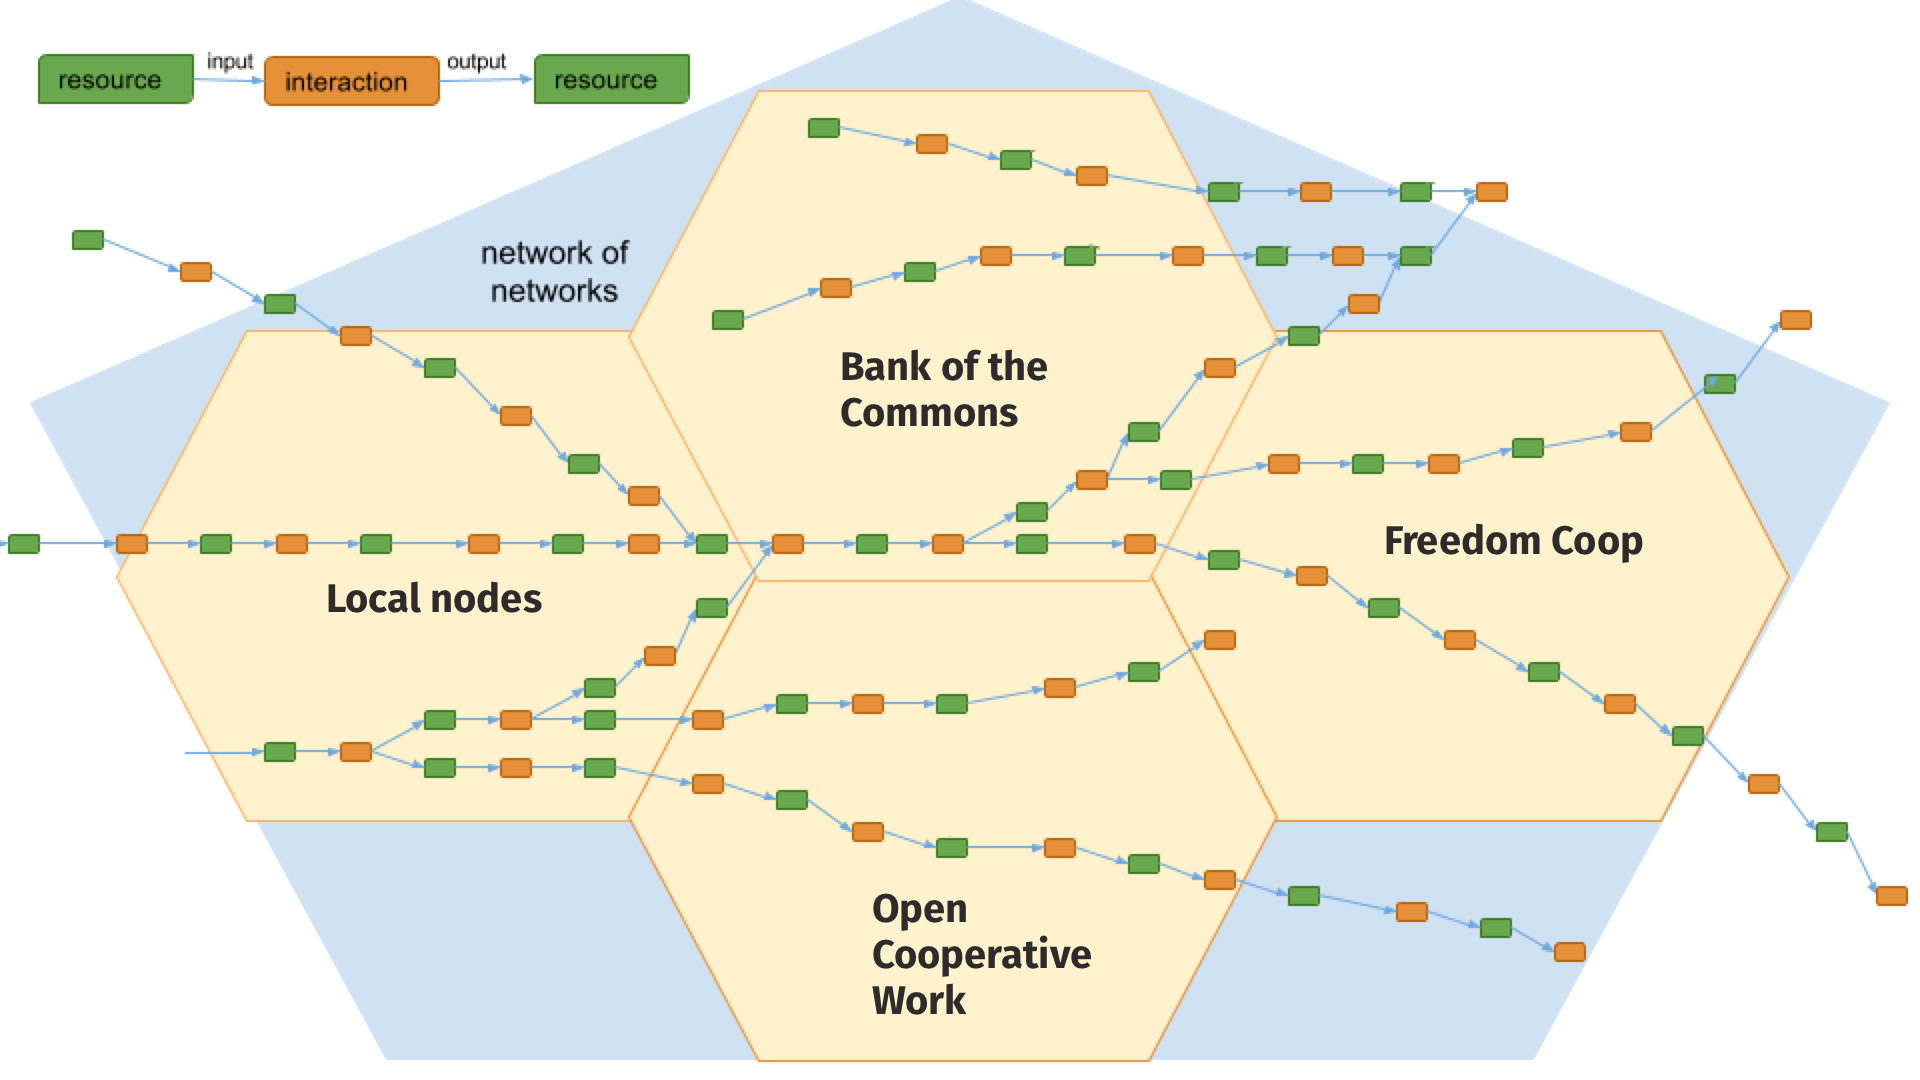 resource
input
interaction
output
resource
network of
networks
Bank of the
Commons
Freedom Coop
Local nodes
Open
Cooperative
Work